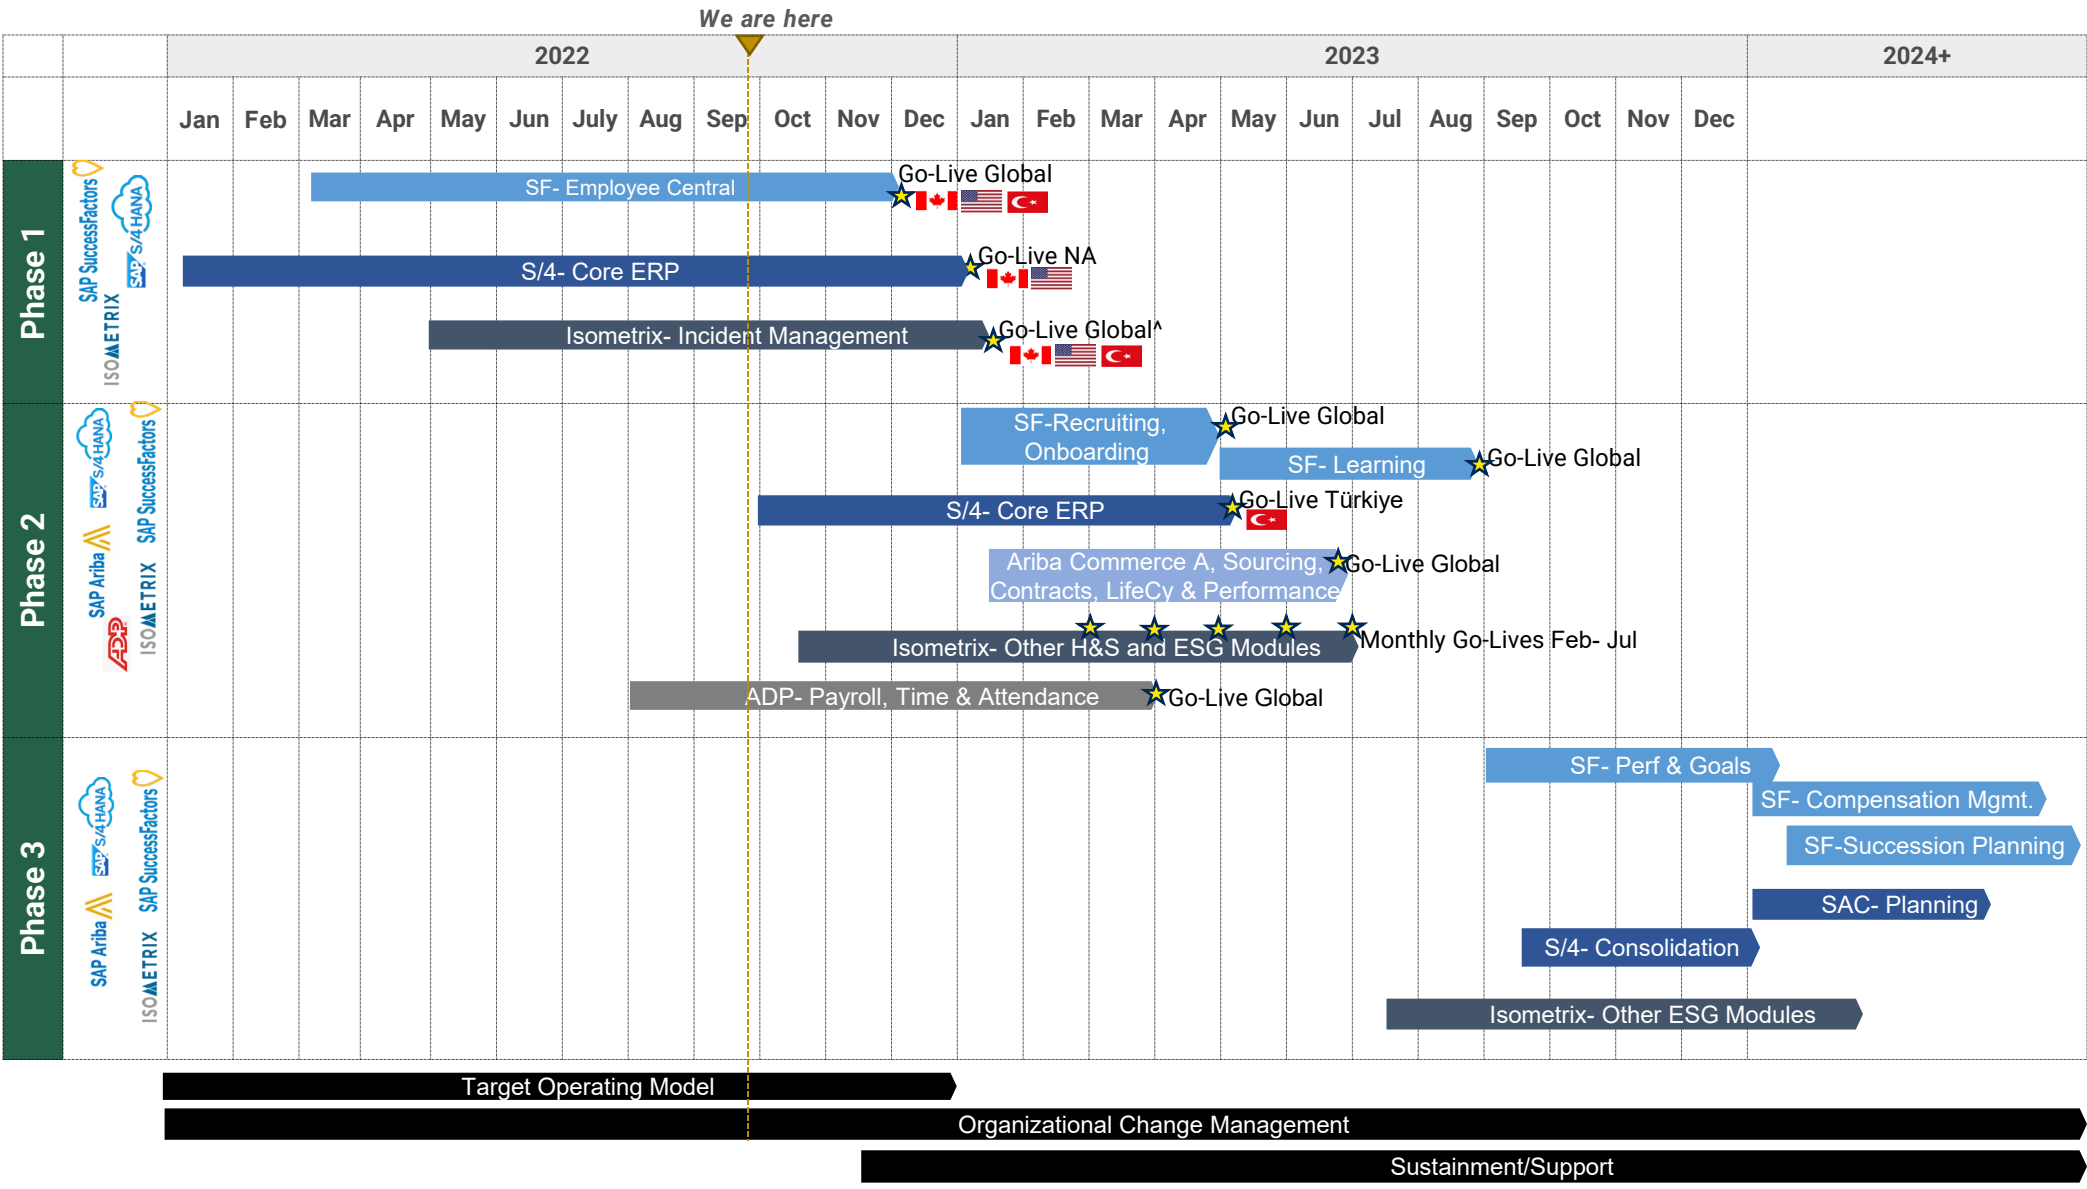 We are here
2022
2023
2024+
Jan
Feb
Mar
Apr
May
Jun
July
Aug
Sep
Oct
Nov
Dec
Jan
Feb
Mar
Apr
May
Jun
Jul
Aug
Sep
Oct
Nov
Dec
Phase 1
SAP SuccessFactors
SAP S/4HANA
ISOMETRIX
SF- Employee Central
Go-Live Global
S/4- Core ERP
Go-Live NA
Isometrix- Incident Management
Go-Live Global^
Phase 2
SAP S/4HANA
SAP SuccessFactors
SAP Ariba
ISOMETRIX
ADP
SF-Recruiting,
Onboarding
Go-Live Global
SF- Learning
Go-Live Global
S/4- Core ERP
Go-Live Türkiye
Ariba Commerce A, Sourcing,
Contracts, LifeCy & Performance
Go-Live Global
Isometrix- Other H&S and ESG Modules
Monthly Go-Lives Feb- Jul
ADP- Payroll, Time & Attendance
Go-Live Global
Phase 3
SAP S/4HANA
SAP SuccessFactors
SAP Ariba
ISOMETRIX
SF- Perf & Goals
SF- Compensation Mgmt.
SF-Succession Planning
SAC- Planning
S/4- Consolidation
Isometrix- Other ESG Modules
Target Operating Model
Organizational Change Management
Sustainment/Support